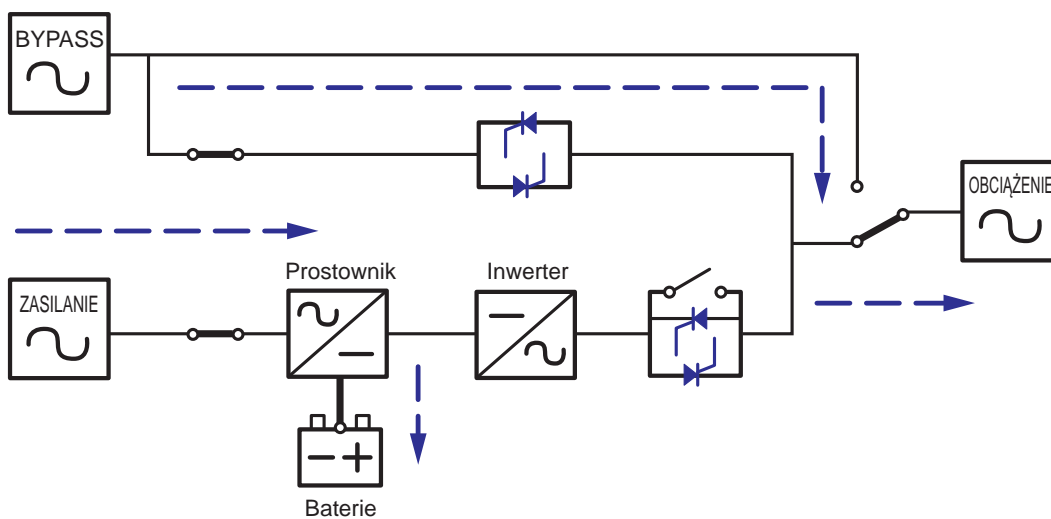 BYPASS
OBCIĄŻENIE
ZASILANIE
Prostownik
Inwerter
Baterie